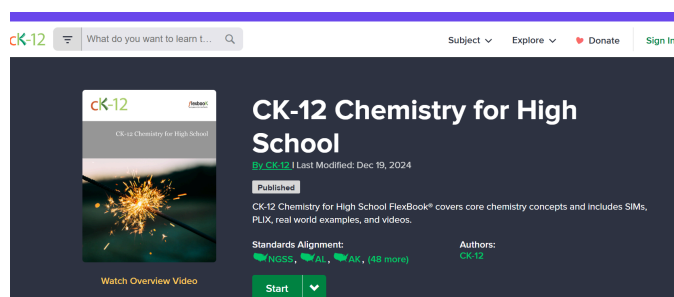 cK-12
What do you want to learn t...
Subject
Explore
Donate
Sign In
cK-12
flexbook
CK-12 Chemistry for High School
CK-12 Chemistry for High
School
By CK-12 | Last Modified: Dec 19, 2024
Published
CK-12 Chemistry for High School FlexBook® covers core chemistry concepts and includes SIMs,
PLIX, real world examples, and videos.
Standards Alignment:
Authors:
NGSS, AL, AK, (48 more)
CK-12
Watch Overview Video
Start